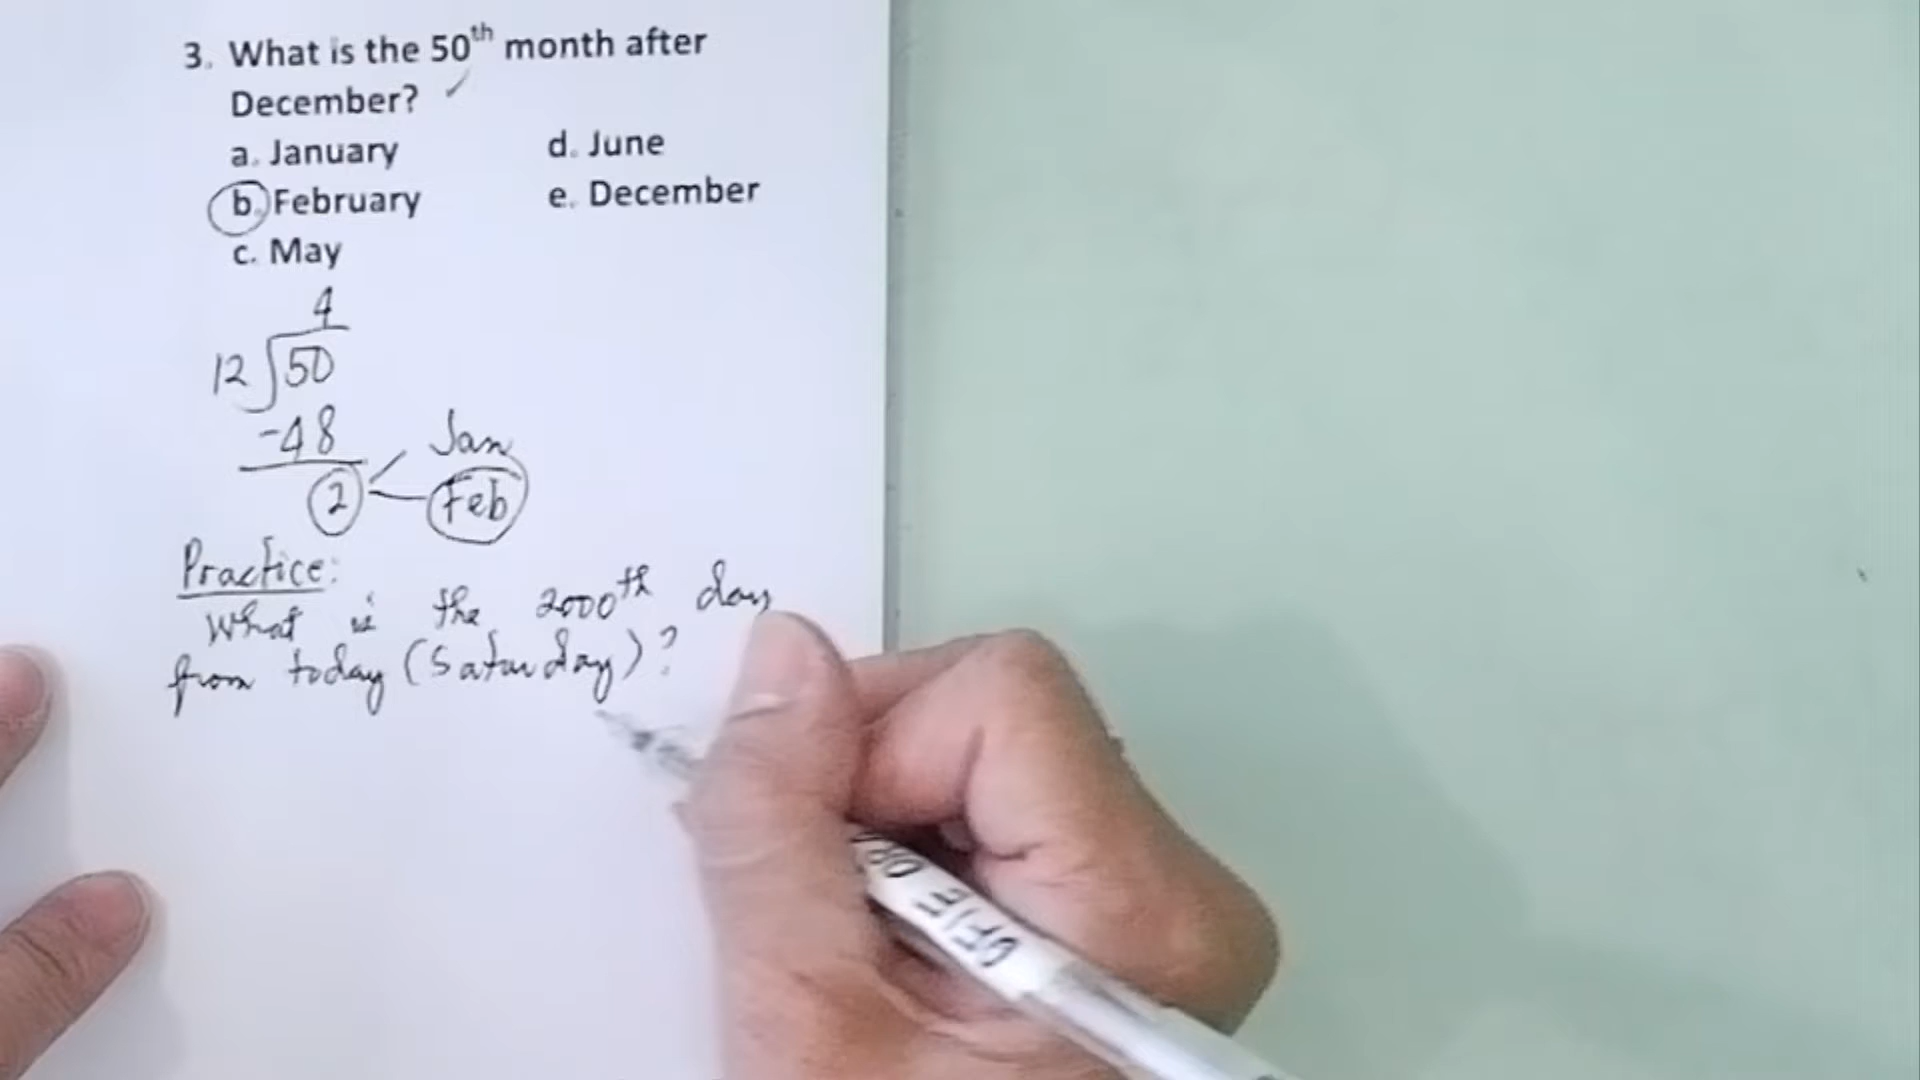 3. What is the 50th month after
December? ✓
a. January d. June
b. February e. December
c. May
4
12 50
-48 Jan
2 Feb
Practice:
What is the 2000th day
from today (Saturday)?